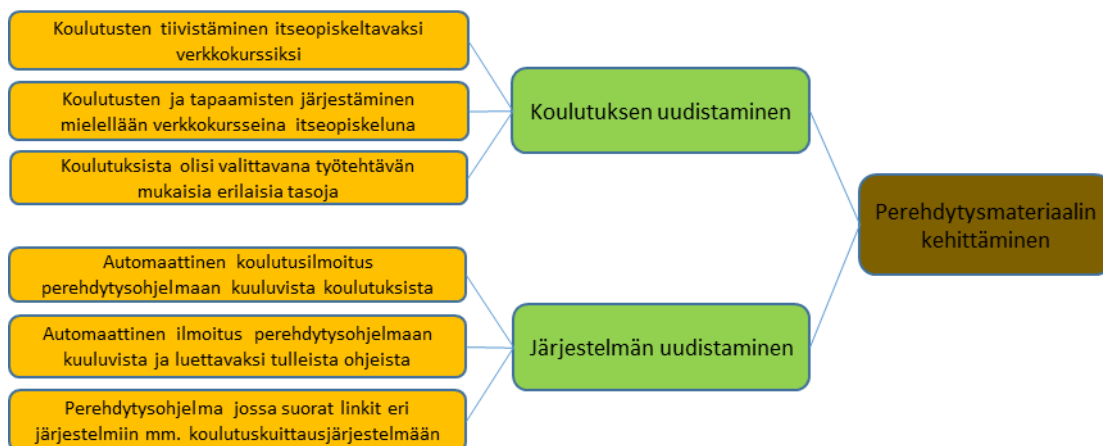 Koulutusten tiivistäminen itseopiskeltavaksi
verkkokurssiksi
Koulutusten ja tapaamisten järjestäminen
mielellään verkkokursseina itseopiskeluna
Koulutuksista olisi valittavana työtehtävän
mukaisia erilaisia tasoja
Koulutuksen uudistaminen
Automaattinen koulutusilmoitus
perehdytysohjelmaan kuuluvista koulutuksista
Automaattinen ilmoitus perehdytysohjelmaan
kuuluvista ja luettavaksi tulleista ohjeista
Perehdytysohjelma jossa suorat linkit eri
järjestelmiin mm. koulutuskuittausjärjestelmään
Järjestelmän uudistaminen
Perehdytysmateriaalin
kehittäminen